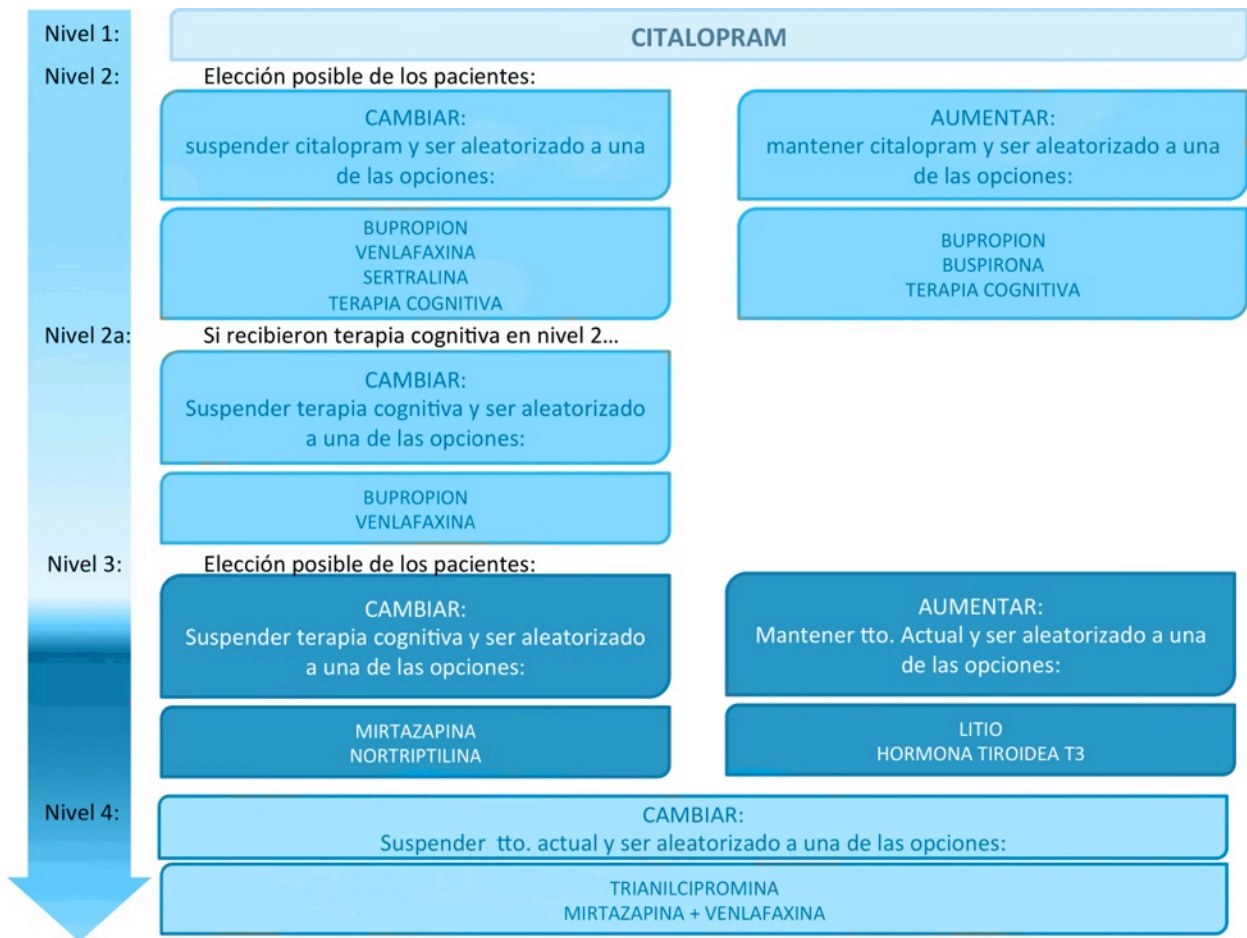 Nivel 1:
CITALOPRAM
Nivel 2:
Elección posible de los pacientes:
CAMBIAR:
suspender citalopram y ser aleatorizado a una
de las opciones:
BUPROPION
VENLAFAXINA
SERTRALINA
TERAPIA COGNITIVA
AUMENTAR:
mantener citalopram y ser aleatorizado a una
de las opciones:
BUPROPION
BUSPIRONA
TERAPIA COGNITIVA
Nivel 2a:
Si recibieron terapia cognitiva en nivel 2...
CAMBIAR:
Suspender terapia cognitiva y ser aleatorizado
a una de las opciones:
BUPROPION
VENLAFAXINA
Nivel 3:
Elección posible de los pacientes:
CAMBIAR:
Suspender terapia cognitiva y ser aleatorizado
a una de las opciones:
MIRTAZAPINA
NORTRIPTILINA
AUMENTAR:
Mantener tto. Actual y ser aleatorizado a una
de las opciones:
LITIO
HORMONA TIROIDEA T3
Nivel 4:
CAMBIAR:
Suspender tto. actual y ser aleatorizado a una de las opciones:
TRIANILCIPROMINA
MIRTAZAPINA + VENLAFAXINA